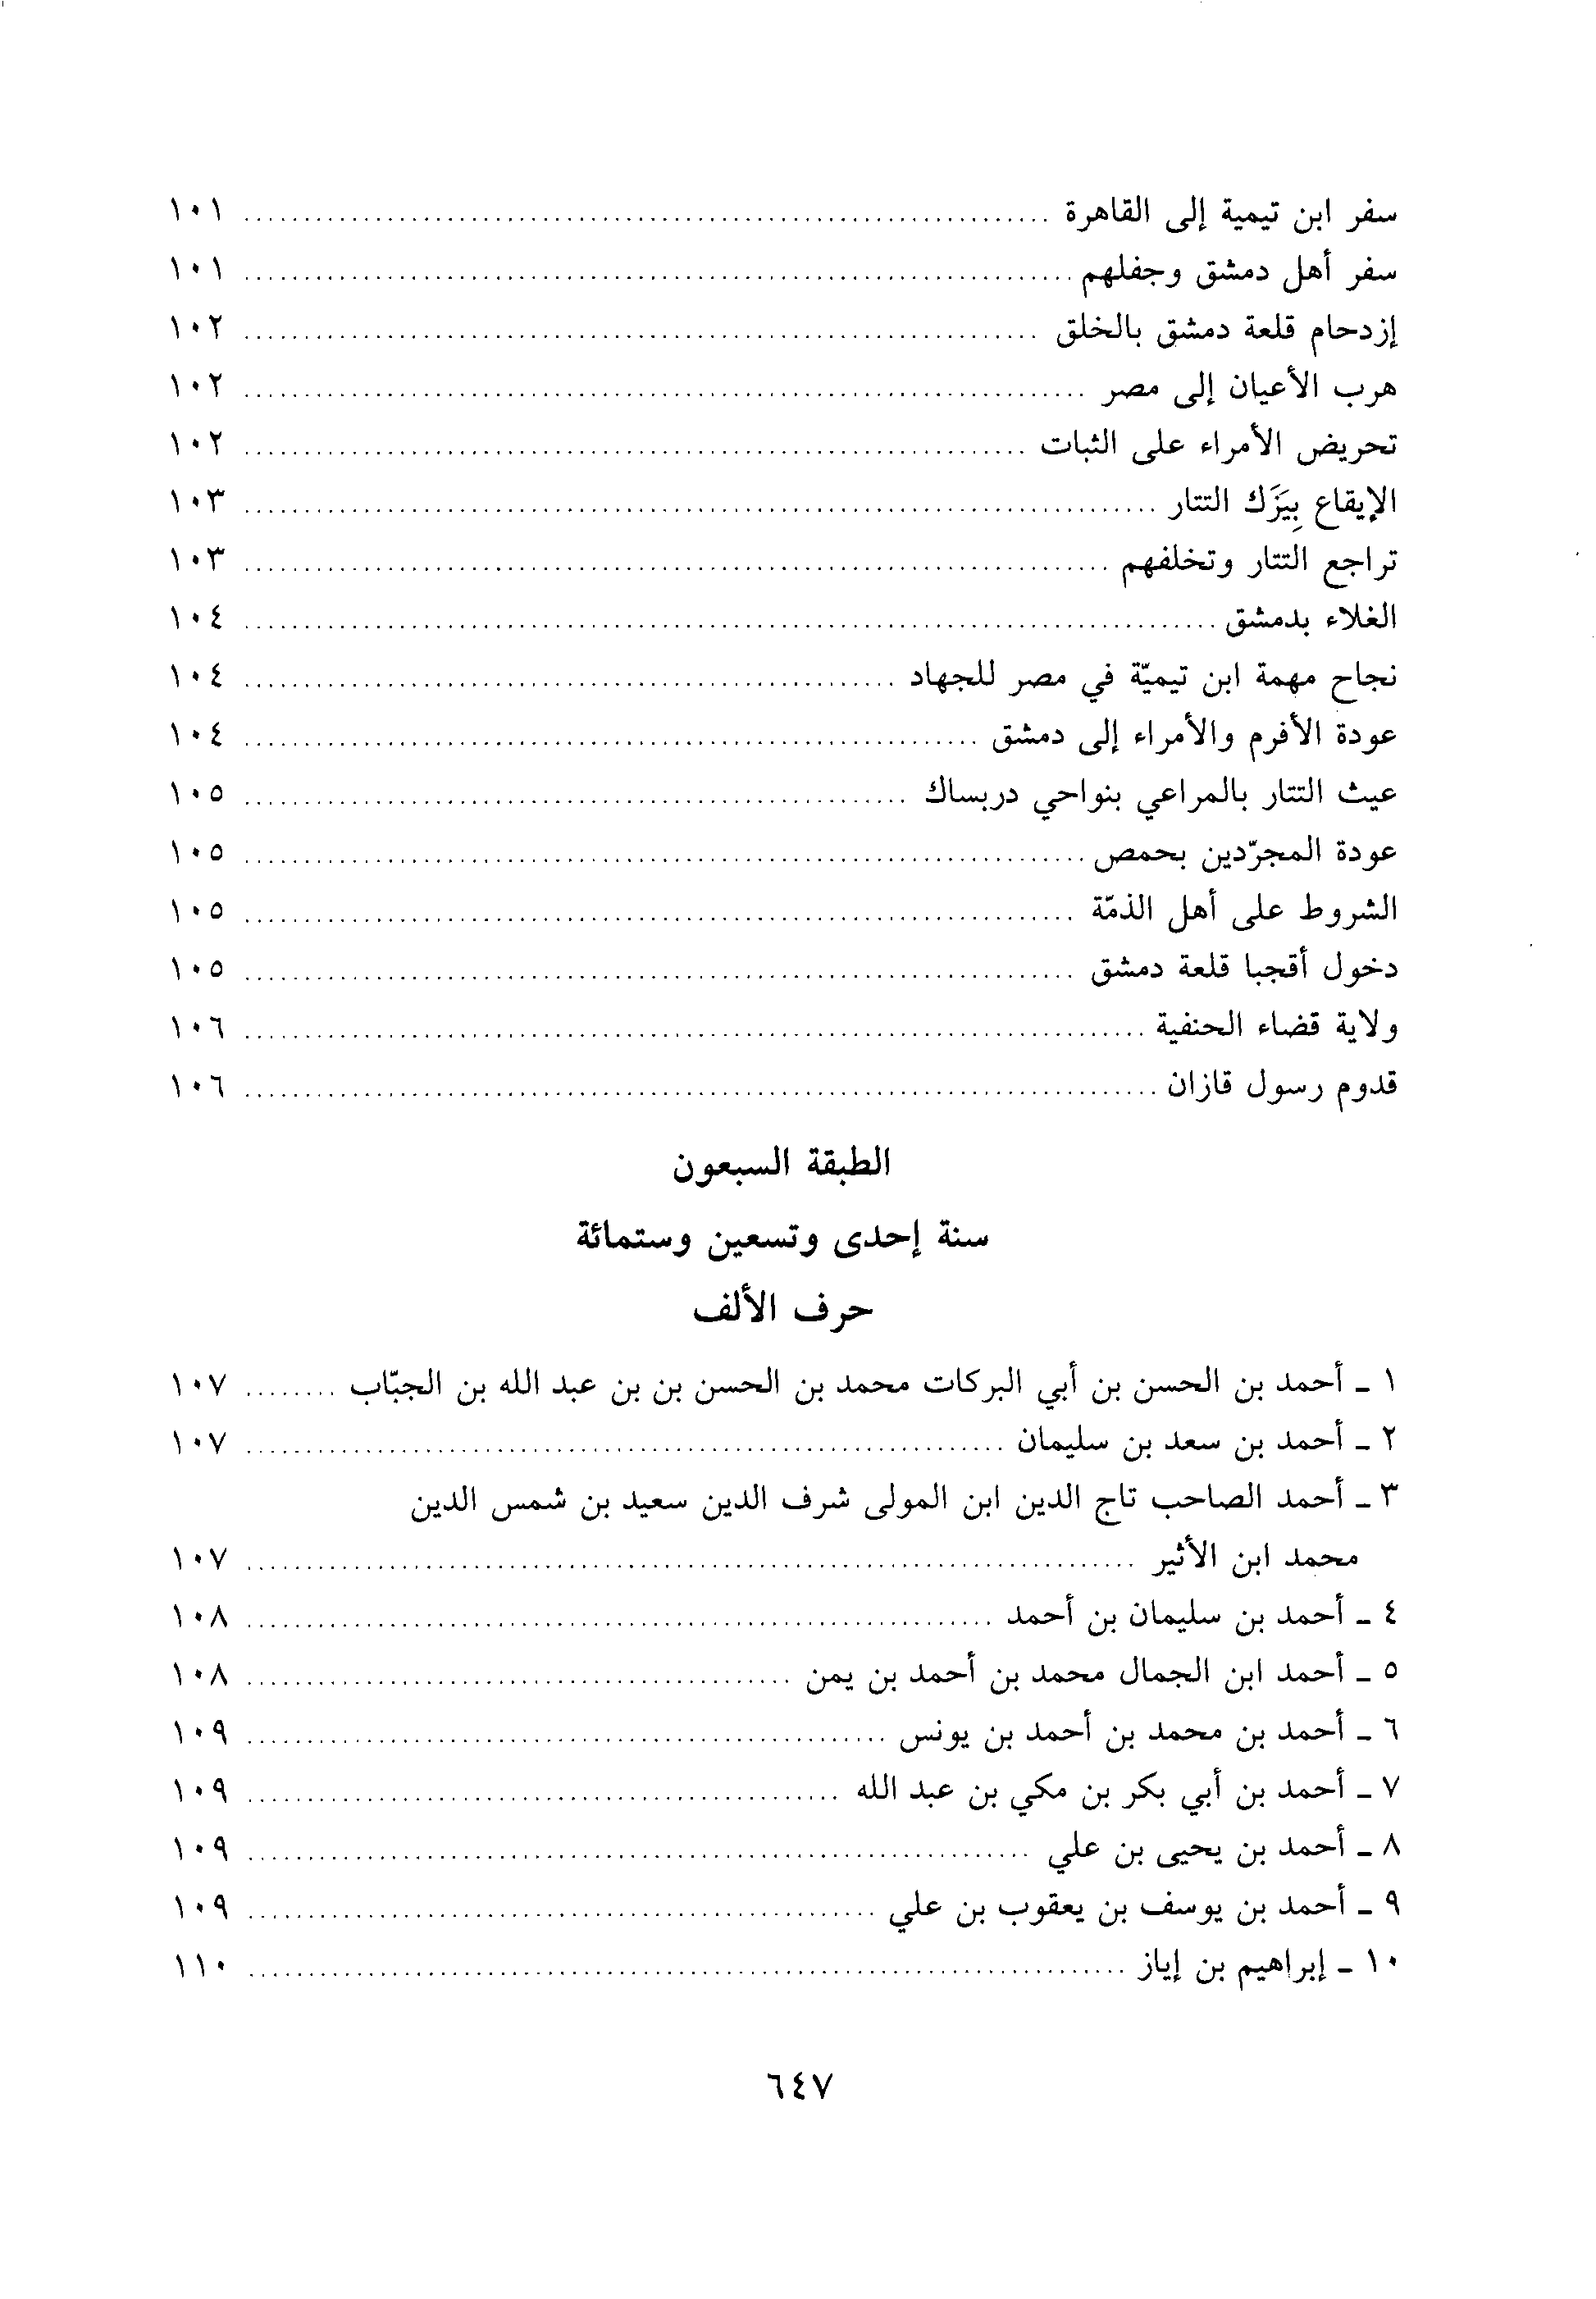 سفر ابن تيمية إلى القاهرة ........ ١٠١
سفر أهل دمشق وجفلهم ........ ١٠١
إزدحام قلعة دمشق بالخلق ........ ١٠٢
هرب الأعيان إلى مصر ........ ١٠٢
تحريض الأمراء على الثبات ........ ١٠٢
الإيقاع بِيَزَك التتار ........ ١٠٣
تراجع التتار وتخلفهم ........ ١٠٣
الغلاء بدمشق ........ ١٠٤
نجاح مهمة ابن تيميّة في مصر للجهاد ........ ١٠٤
عودة الأفرم والأمراء إلى دمشق ........ ١٠٤
عيث التتار بالمراعي بنواحي دربساك ........ ١٠٥
عودة المجرّدين بحمص ........ ١٠٥
الشروط على أهل الذمّة ........ ١٠٥
دخول أقجبا قلعة دمشق ........ ١٠٥
ولاية قضاء الحنفية ........ ١٠٦
قدوم رسول قازان ........ ١٠٦
الطبقة السبعون
سنة إحدى وتسعين وستمائة
حرف الألف
١ ـ أحمد بن الحسن بن أبي البركات محمد بن الحسن بن بن عبد الله بن الجبّاب ........ ١٠٧
٢ ـ أحمد بن سعد بن سليمان ........ ١٠٧
٣ ـ أحمد الصاحب تاج الدين ابن المولى شرف الدين سعيد بن شمس الدين
محمد ابن الأثير ........ ١٠٧
٤ ـ أحمد بن سليمان بن أحمد ........ ١٠٨
٥ ـ أحمد ابن الجمال محمد بن أحمد بن يمن ........ ١٠٨
٦ ـ أحمد بن محمد بن أحمد بن يونس ........ ١٠٩
٧ ـ أحمد بن أبي بكر بن مكي بن عبد الله ........ ١٠٩
٨ ـ أحمد بن يحيى بن علي ........ ١٠٩
٩ ـ أحمد بن يوسف بن يعقوب بن علي ........ ١٠٩
١٠ ـ إبراهيم بن إياز ........ ١١٠
٦٤٧